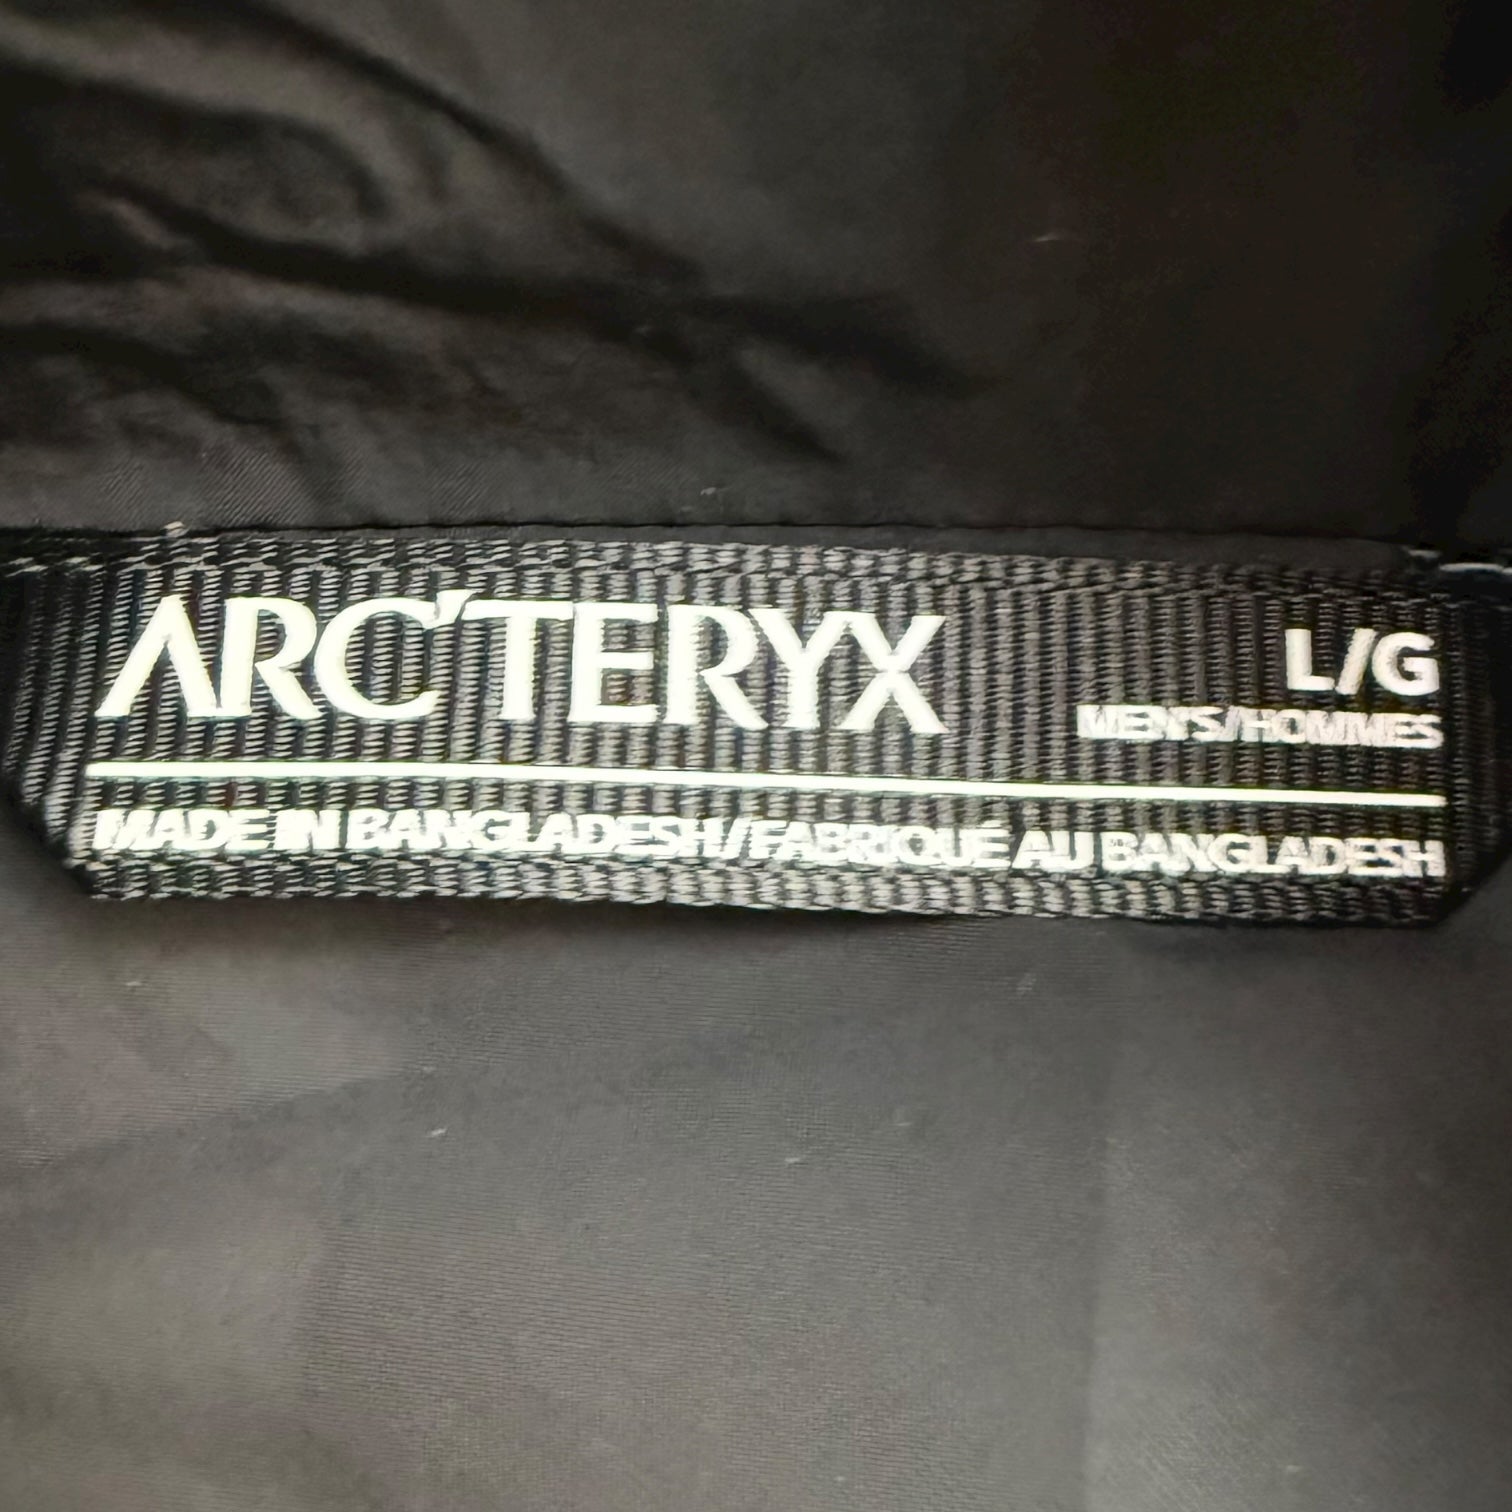 ARC'TERYX
L/G
MEN'S/HOMMES
MADE IN BANGLADESH/FABRIQUÉ AU BANGLADESH